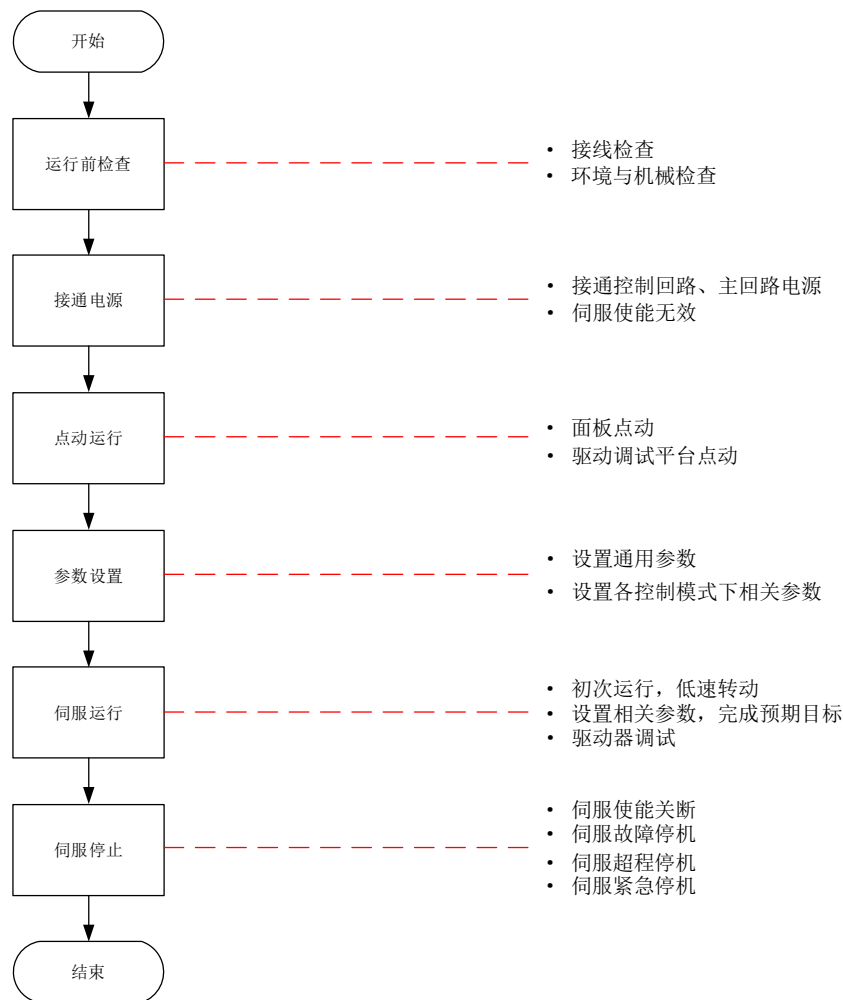 开始
运行前检查
• 接线检查
• 环境与机械检查
接通电源
• 接通控制回路、主回路电源
• 伺服使能无效
点动运行
• 面板点动
• 驱动调试平台点动
参数设置
• 设置通用参数
• 设置各控制模式下相关参数
伺服运行
• 初次运行，低速转动
• 设置相关参数，完成预期目标
• 驱动器调试
伺服停止
• 伺服使能关断
• 伺服故障停机
• 伺服超程停机
• 伺服紧急停机
结束